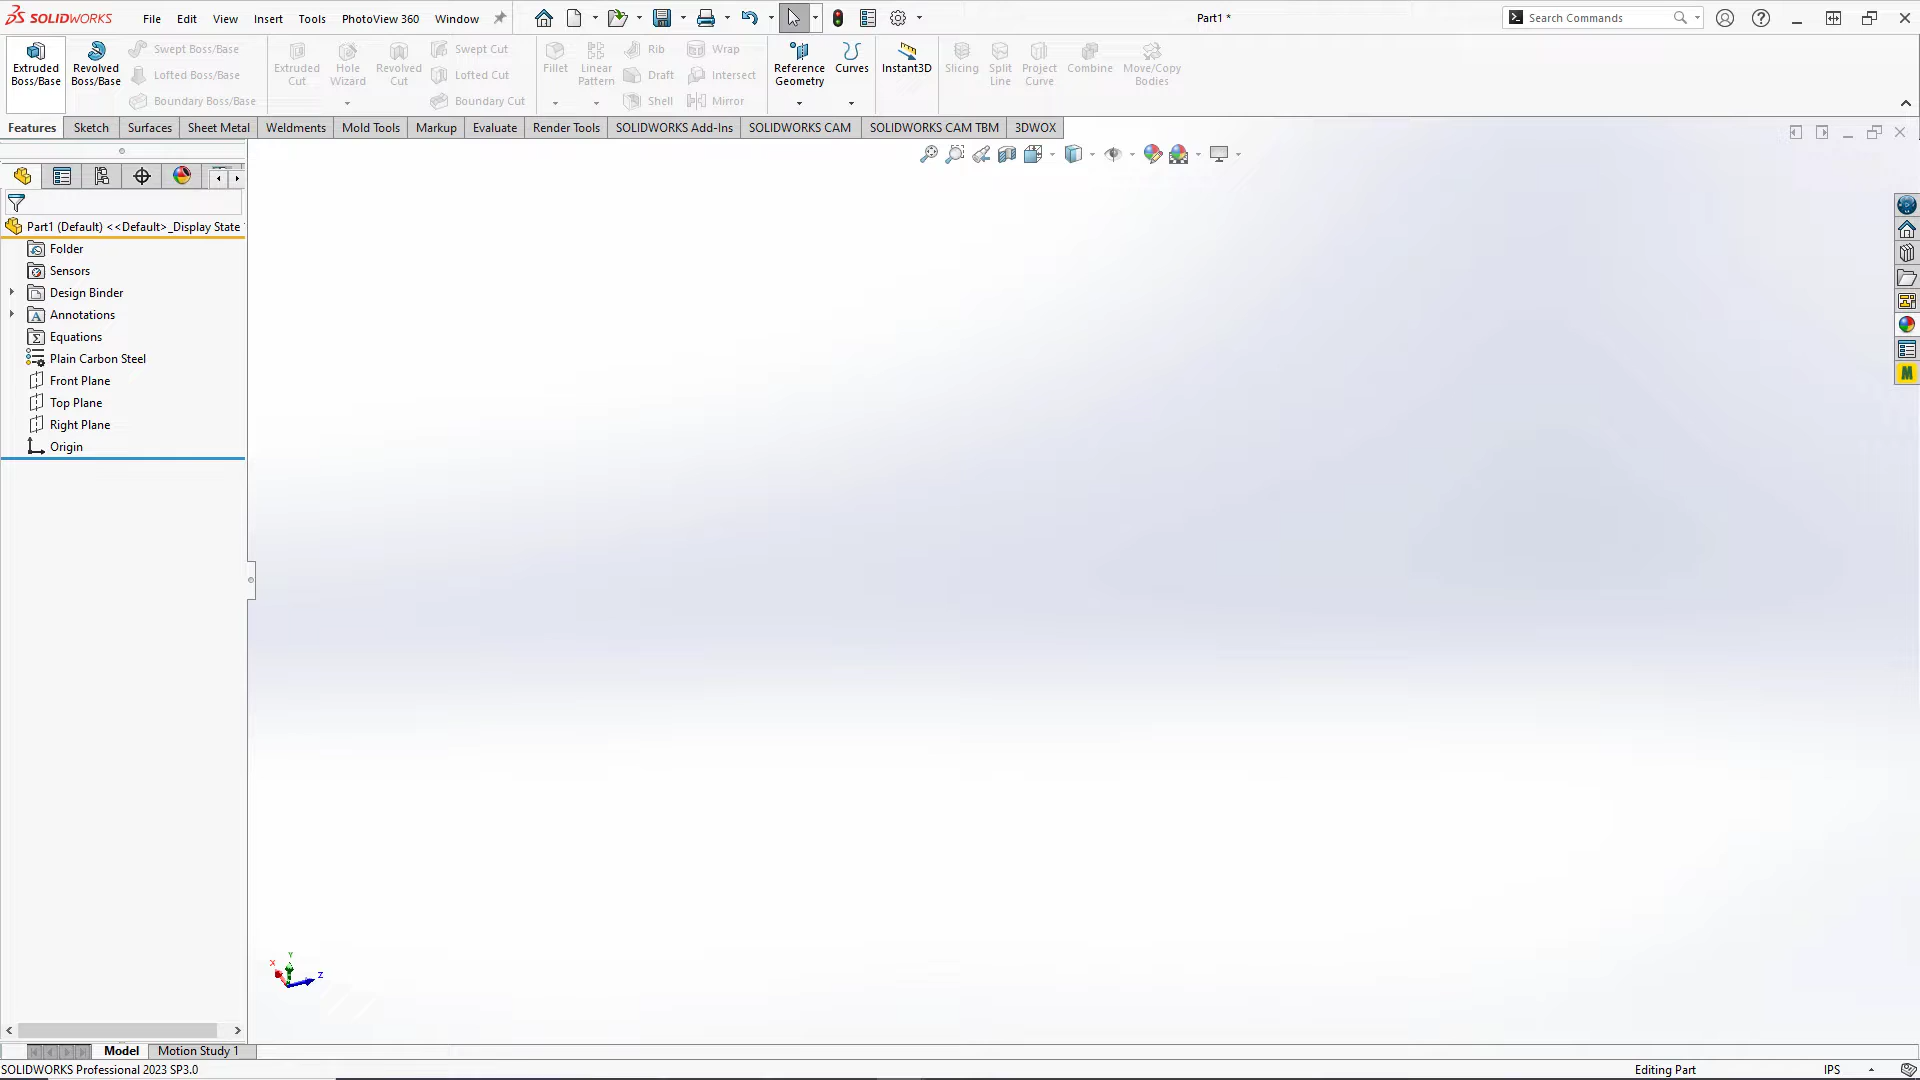 SOLIDWORKS File Edit View Insert Tools PhotoView 360 Window Part1 * Search Commands
Extruded Boss/Base
Revolved Boss/Base
Swept Boss/Base
Lofted Boss/Base
Boundary Boss/Base
Extruded Cut
Hole Wizard
Revolved Cut
Swept Cut
Lofted Cut
Boundary Cut
Fillet
Linear Pattern
Rib
Draft
Shell
Wrap
Intersect
Mirror
Reference Geometry
Curves
Instant3D
Slicing
Split Line
Project Curve
Combine
Move/Copy Bodies
Features Sketch Surfaces Sheet Metal Weldments Mold Tools Markup Evaluate Render Tools SOLIDWORKS Add-Ins SOLIDWORKS CAM SOLIDWORKS CAM TBM 3DWOX
Part1 (Default) <<Default>_Display State
Folder
Sensors
Design Binder
Annotations
Equations
Plain Carbon Steel
Front Plane
Top Plane
Right Plane
Origin
M
Y
X
Z
Model Motion Study 1
SOLIDWORKS Professional 2023 SP3.0 Editing Part IPS